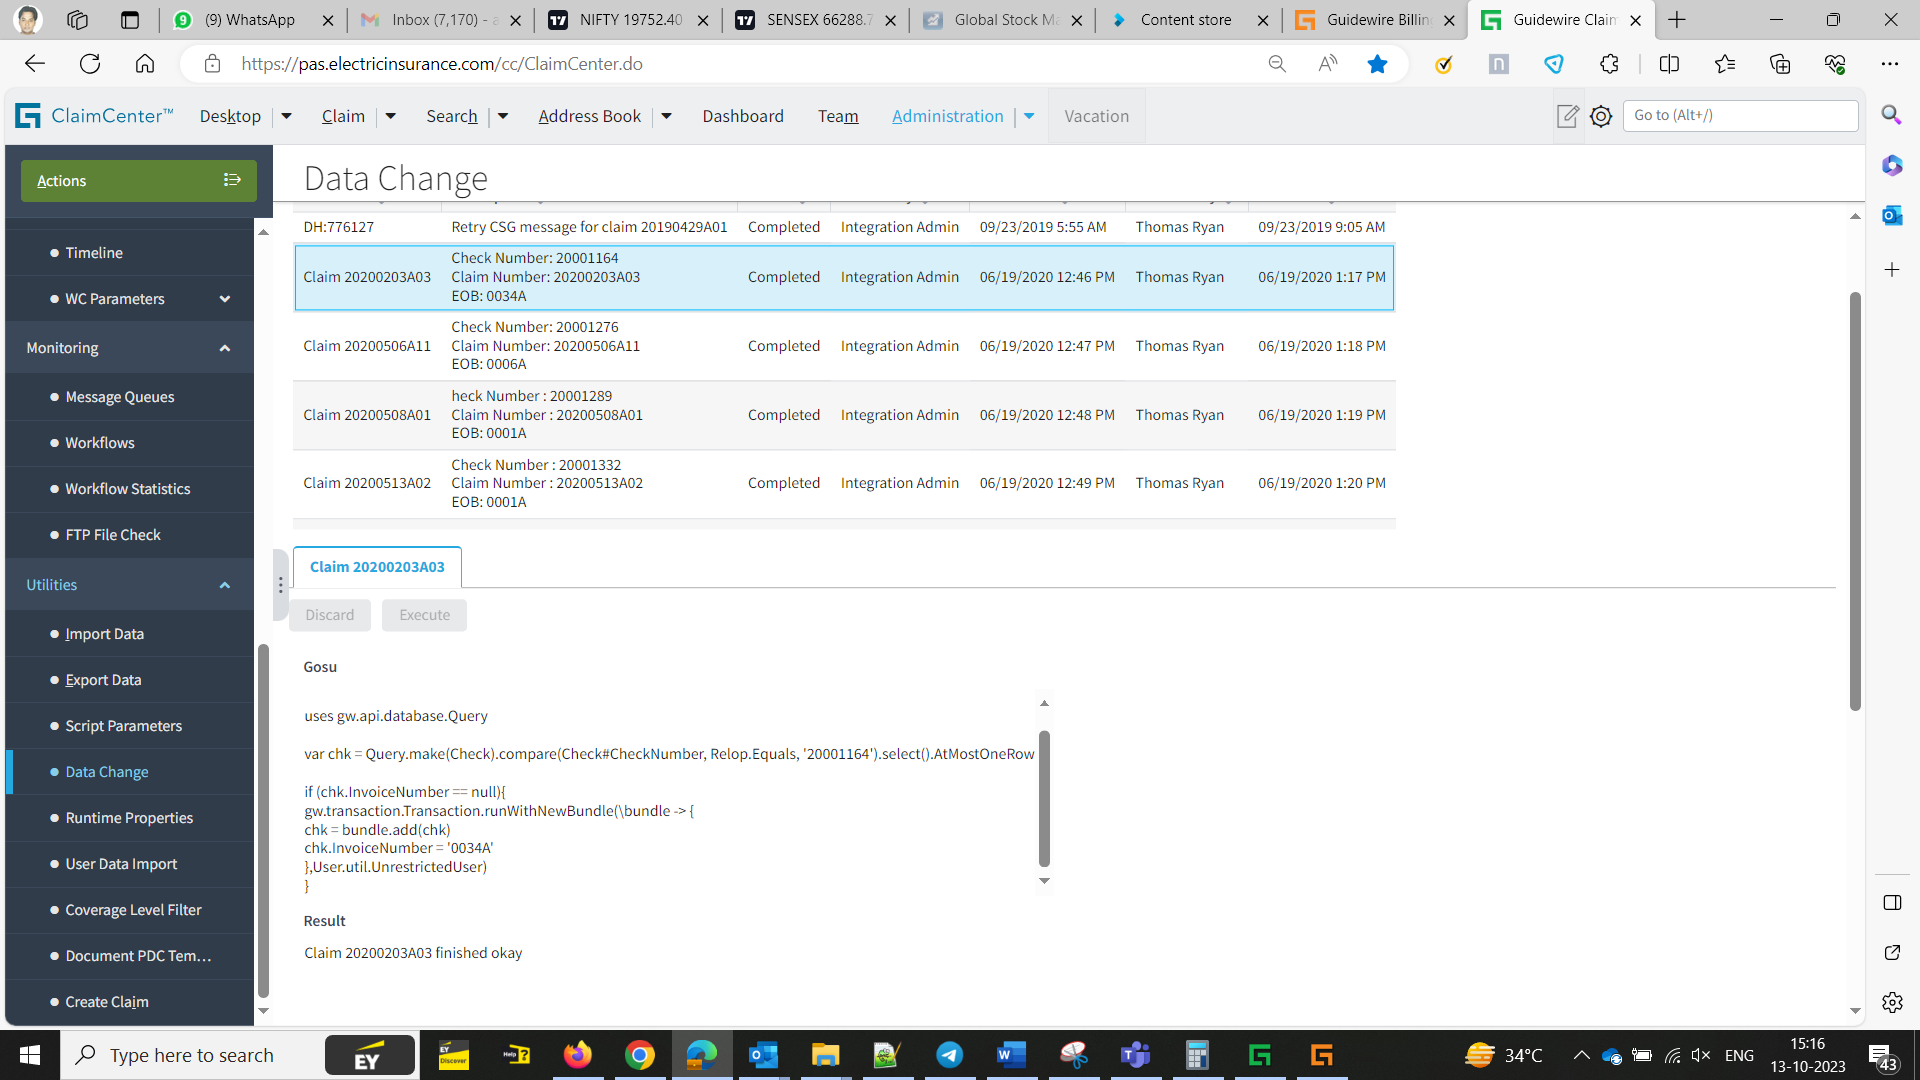 (9) WhatsApp
Inbox (7,170) - a
NIFTY 19752.40
SENSEX 66288.7
Global Stock Ma
Content store
Guidewire Billin
Guidewire Claim
https://pas.electricinsurance.com/cc/ClaimCenter.do
ClaimCenter™
Desktop
Claim
Search
Address Book
Dashboard
Team
Administration
Vacation
Go to (Alt+/)
Actions
Timeline
WC Parameters
Monitoring
Message Queues
Workflows
Workflow Statistics
FTP File Check
Utilities
Import Data
Export Data
Script Parameters
Data Change
Runtime Properties
User Data Import
Coverage Level Filter
Document PDC Tem...
Create Claim
Data Change
DH:776127 Retry CSG message for claim 20190429A01 Completed Integration Admin 09/23/2019 5:55 AM Thomas Ryan 09/23/2019 9:05 AM
Check Number: 20001164
Claim 20200203A03 Claim Number: 20200203A03 Completed Integration Admin 06/19/2020 12:46 PM Thomas Ryan 06/19/2020 1:17 PM
EOB: 0034A
Check Number: 20001276
Claim 20200506A11 Claim Number: 20200506A11 Completed Integration Admin 06/19/2020 12:47 PM Thomas Ryan 06/19/2020 1:18 PM
EOB: 0006A
heck Number : 20001289
Claim 20200508A01 Claim Number : 20200508A01 Completed Integration Admin 06/19/2020 12:48 PM Thomas Ryan 06/19/2020 1:19 PM
EOB: 0001A
Check Number : 20001332
Claim 20200513A02 Claim Number : 20200513A02 Completed Integration Admin 06/19/2020 12:49 PM Thomas Ryan 06/19/2020 1:20 PM
EOB: 0001A
Claim 20200203A03
Discard
Execute
Gosu
uses gw.api.database.Query
var chk = Query.make(Check).compare(Check#CheckNumber, Relop.Equals, '20001164').select().AtMostOneRow
if (chk.InvoiceNumber == null){
gw.transaction.Transaction.runWithNewBundle(\bundle -> {
chk = bundle.add(chk)
chk.InvoiceNumber = '0034A'
},User.util.UnrestrictedUser)
}
Result
Claim 20200203A03 finished okay
Type here to search
EY
EY
Discover
Help ?
34°C
ENG
15:16
13-10-2023
43